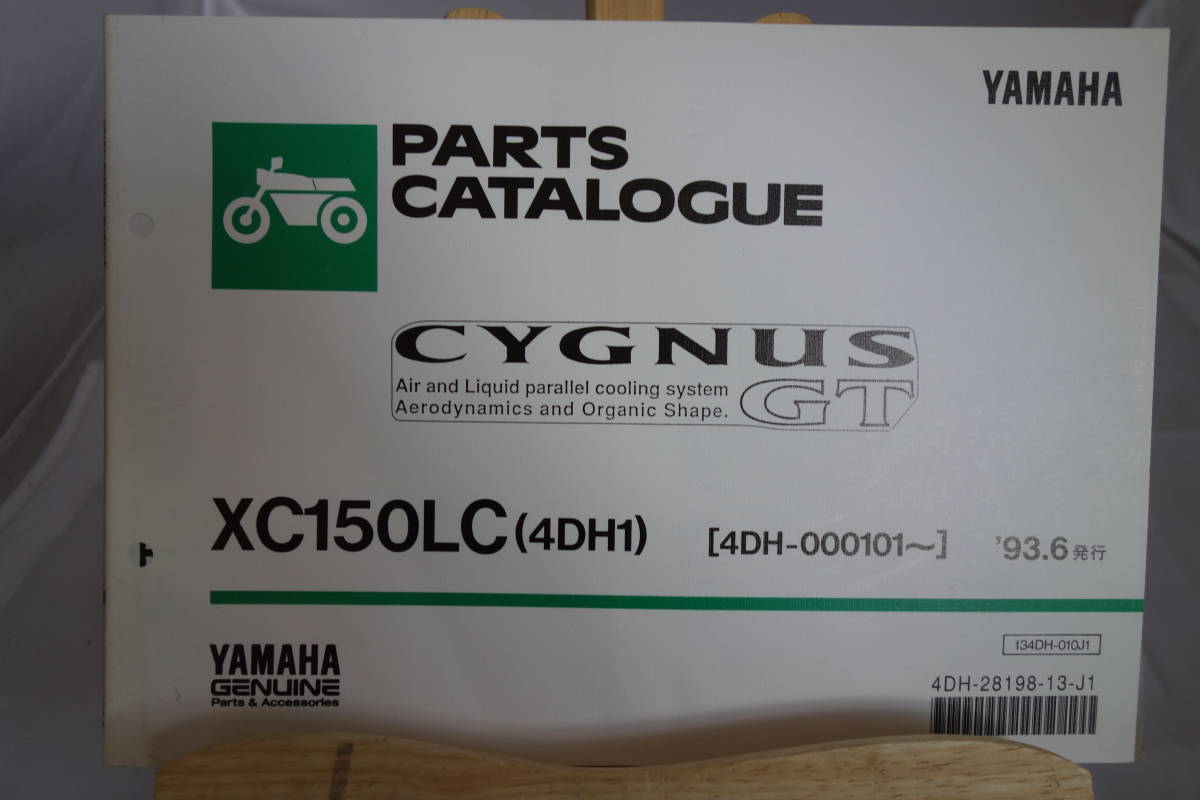 YAMAHA
PARTS
CATALOGUE
CYGNUS
Air and Liquid parallel cooling system
Aerodynamics and Organic Shape.
GT
XC150LC (4DH1) [4DH-000101~] '93.6 発行
134DH-010J1
YAMAHA
GENUINE
Parts & Accessories
4DH-28198-13-J1